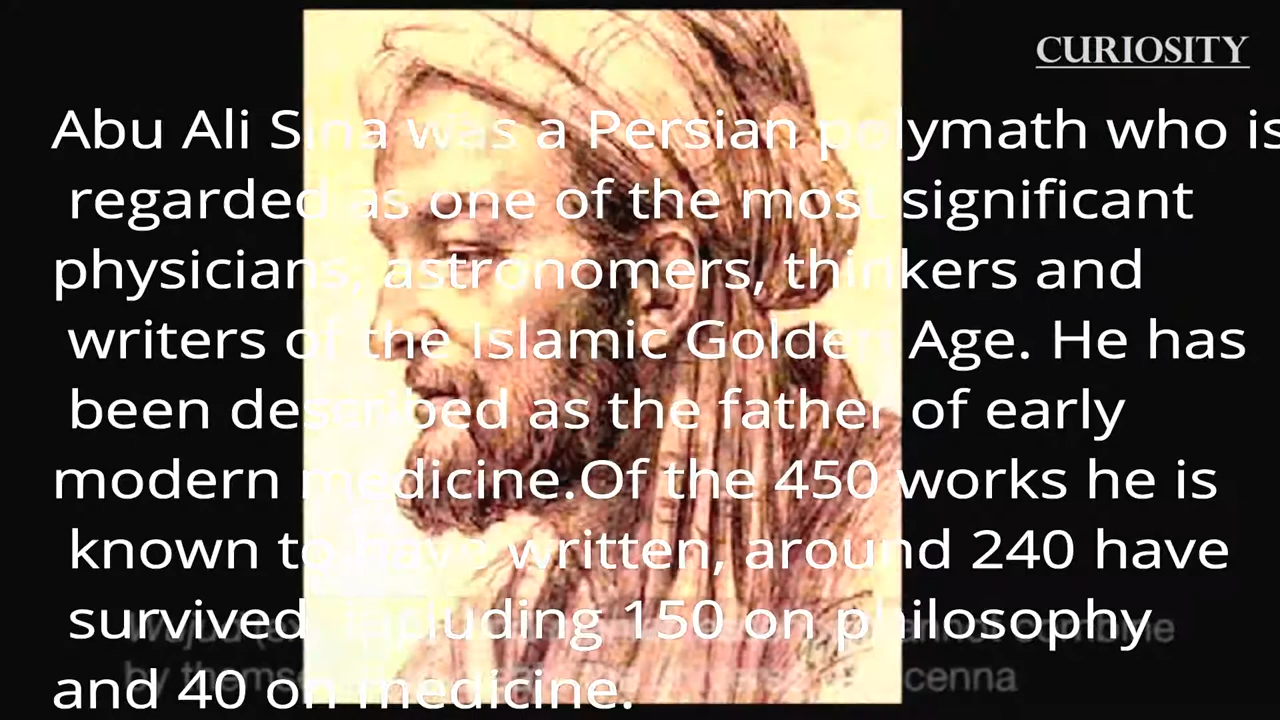 CURIOSITY
Abu Ali Sina was a Persian polymath who is
regarded as one of the most significant
physicians, astronomers, thinkers and
writers of the Islamic Golden Age. He has
been described as the father of early
modern medicine.Of the 450 works he is
known to have written, around 240 have
survived, including 150 on philosophy
and 40 on medicine.
combine
by